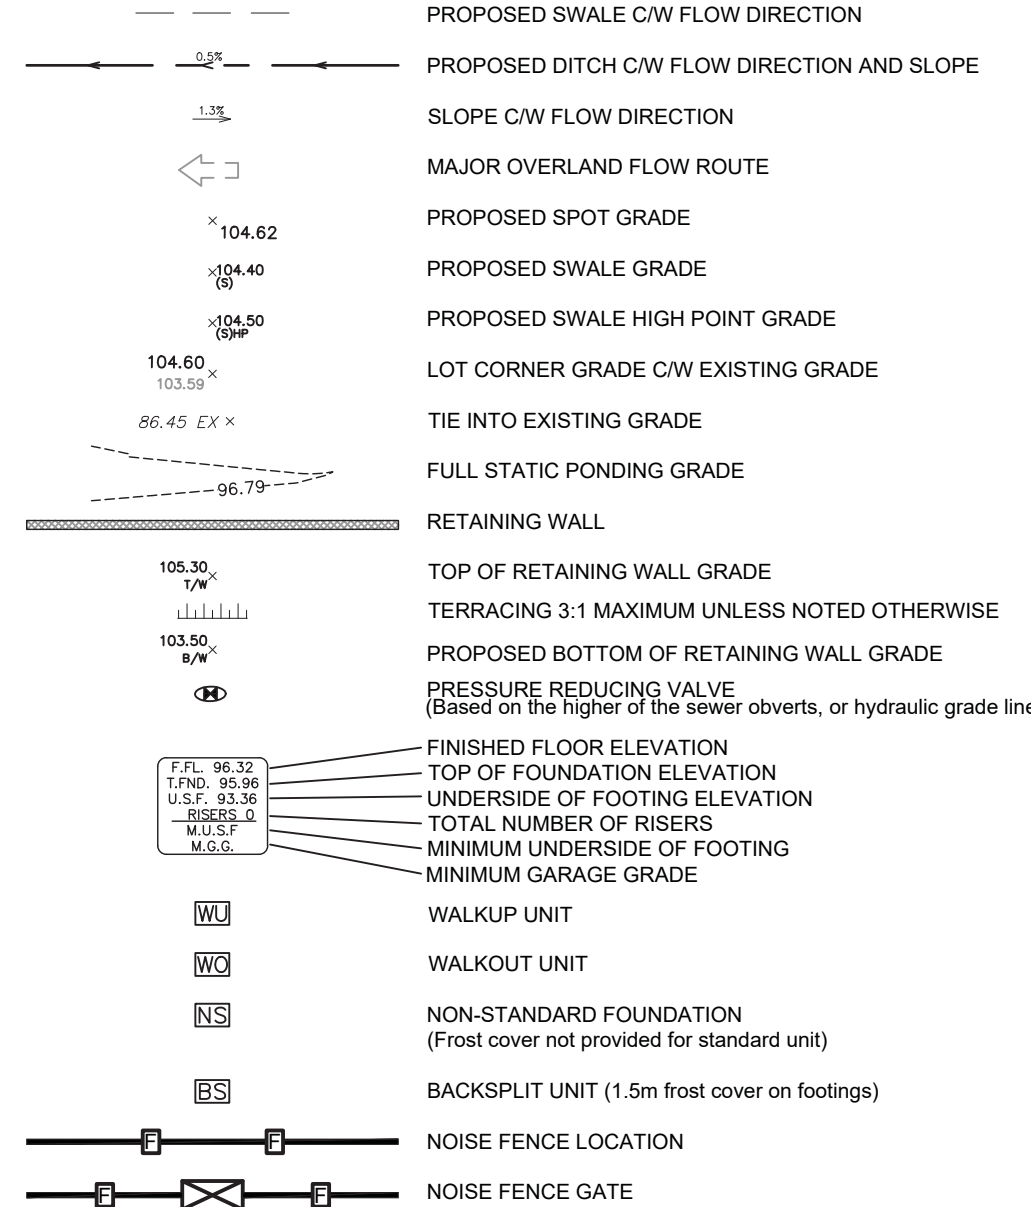 PROPOSED SWALE C/W FLOW DIRECTION
0.5%
PROPOSED DITCH C/W FLOW DIRECTION AND SLOPE
1.3%
SLOPE C/W FLOW DIRECTION
MAJOR OVERLAND FLOW ROUTE
×
104.62
PROPOSED SPOT GRADE
×104.40
(S)
PROPOSED SWALE GRADE
×104.50
(S)HP
PROPOSED SWALE HIGH POINT GRADE
104.60
103.59 ×
LOT CORNER GRADE C/W EXISTING GRADE
86.45 EX ×
TIE INTO EXISTING GRADE
96.79
FULL STATIC PONDING GRADE
RETAINING WALL
105.30 ×
T/W
TOP OF RETAINING WALL GRADE
TERRACING 3:1 MAXIMUM UNLESS NOTED OTHERWISE
103.50 ×
B/W
PROPOSED BOTTOM OF RETAINING WALL GRADE
PRESSURE REDUCING VALVE
(Based on the higher of the sewer obverts, or hydraulic grade line
F.FL. 96.32
T.FND. 95.96
U.S.F. 93.36
RISERS 0
M.U.S.F
M.G.G.
FINISHED FLOOR ELEVATION
TOP OF FOUNDATION ELEVATION
UNDERSIDE OF FOOTING ELEVATION
TOTAL NUMBER OF RISERS
MINIMUM UNDERSIDE OF FOOTING
MINIMUM GARAGE GRADE
WU
WALKUP UNIT
WO
WALKOUT UNIT
NS
NON-STANDARD FOUNDATION
(Frost cover not provided for standard unit)
BS
BACKSPLIT UNIT (1.5m frost cover on footings)
F F
NOISE FENCE LOCATION
F F
NOISE FENCE GATE